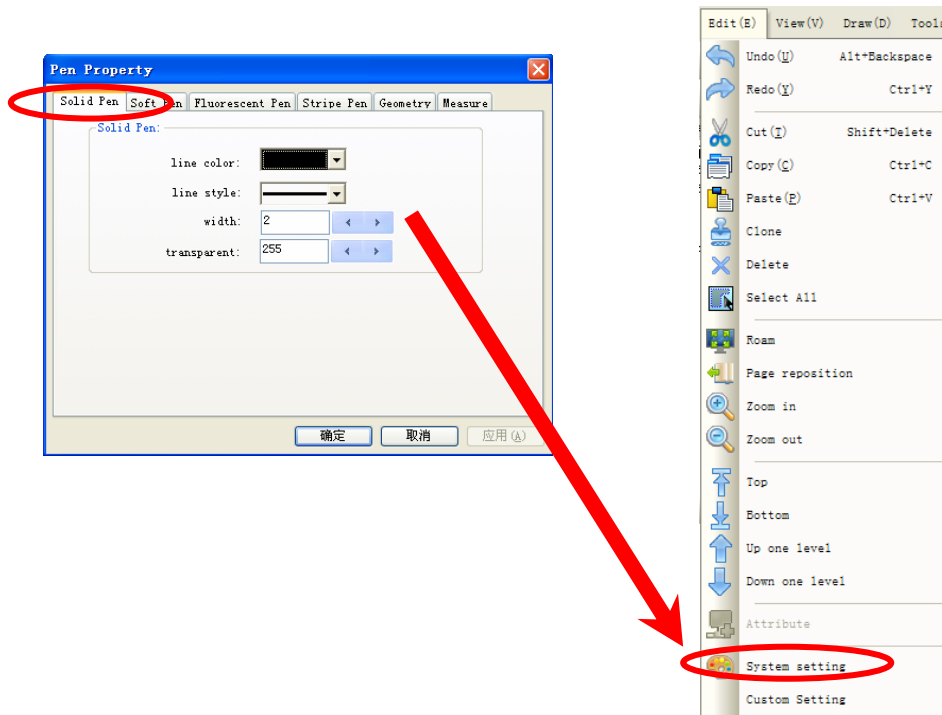 Pen Property
Solid Pen Soft Pen Fluorescent Pen Stripe Pen Geometry Measure
Solid Pen:
line color:
line style:
width: 2
transparent: 255
确定 取消 应用(A)
Edit(E) View(V) Draw(D) Tools
Undo(U) Alt+Backspace
Redo(Y) Ctrl+Y
Cut(T) Shift+Delete
Copy(C) Ctrl+C
Paste(P) Ctrl+V
Clone
Delete
Select All
Roam
Page reposition
Zoom in
Zoom out
Top
Bottom
Up one level
Down one level
Attribute
System setting
Custom Setting